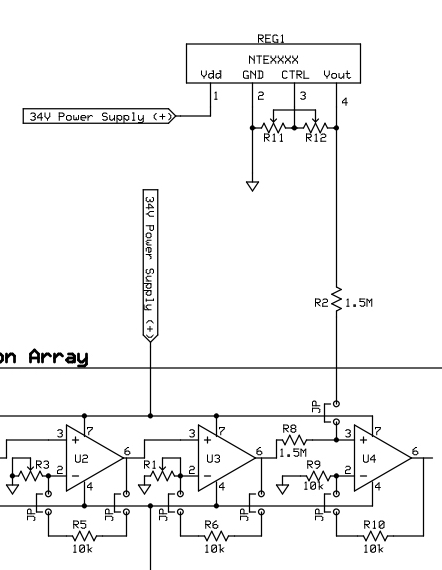 REG1
NTEXXXX
Vdd GND CTRL Vout
1 2 3 4
34V Power Supply (+)
R11 R12
34V Power Supply (+)
R2 1.5M
on Array
JP
3 7 3 7 R8 3 7
1.5M
+ 6 + 6 + 6
R3 U2 R1 U3 R9 U4
2 - 2 - 10k 2 -
4 4 4
JP JP JP JP JP
R5 R6 R10
10k 10k 10k